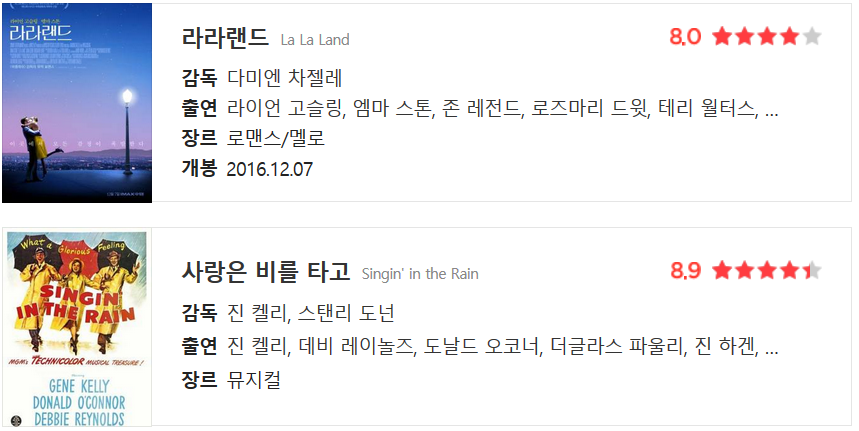 라이언 고슬링 엠마 스톤
라라랜드
라라랜드 La La Land 8.0
감독 다미엔 차젤레
출연 라이언 고슬링, 엠마 스톤, 존 레전드, 로즈마리 드윗, 테리 월터스, ...
장르 로맨스/멜로
개봉 2016.12.07
What a Glorious Feeling
SINGIN'
IN THE RAIN
MGM's TECHNICOLOR MUSICAL TREASURE!
GENE KELLY
DONALD O'CONNOR
DEBBIE REYNOLDS
사랑은 비를 타고 Singin' in the Rain 8.9
감독 진 켈리, 스탠리 도넌
출연 진 켈리, 데비 레이놀즈, 도날드 오코너, 더글라스 파울리, 진 하겐, ...
장르 뮤지컬